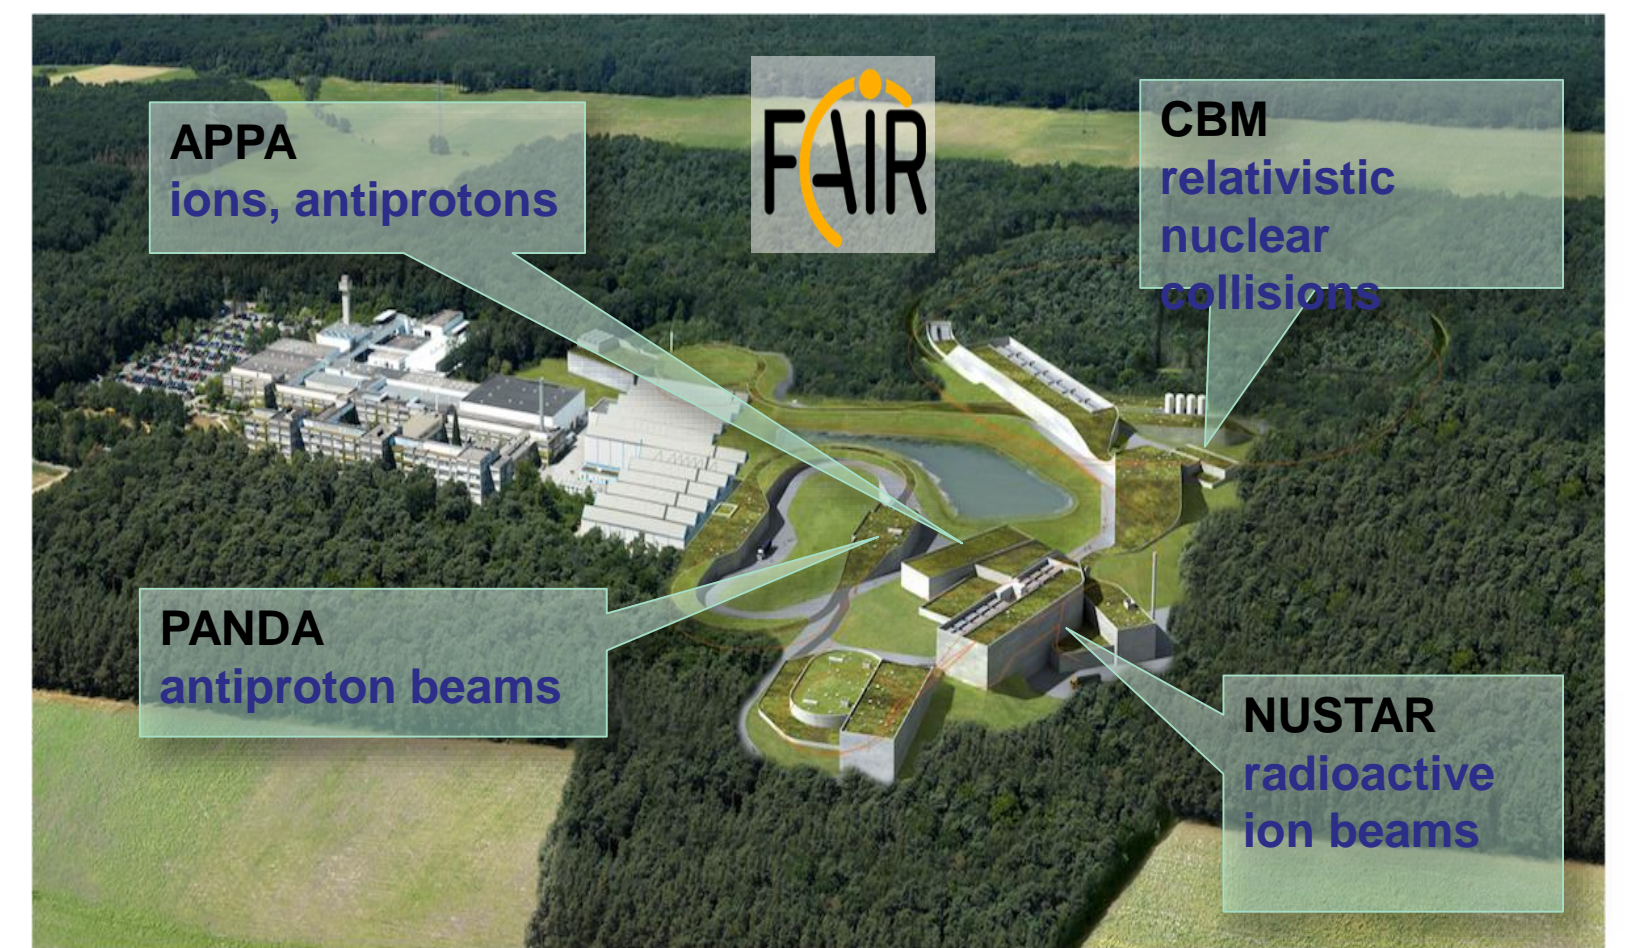 APPA
ions, antiprotons
FAIR
CBM
relativistic
nuclear
collisions
PANDA
antiproton beams
NUSTAR
radioactive
ion beams